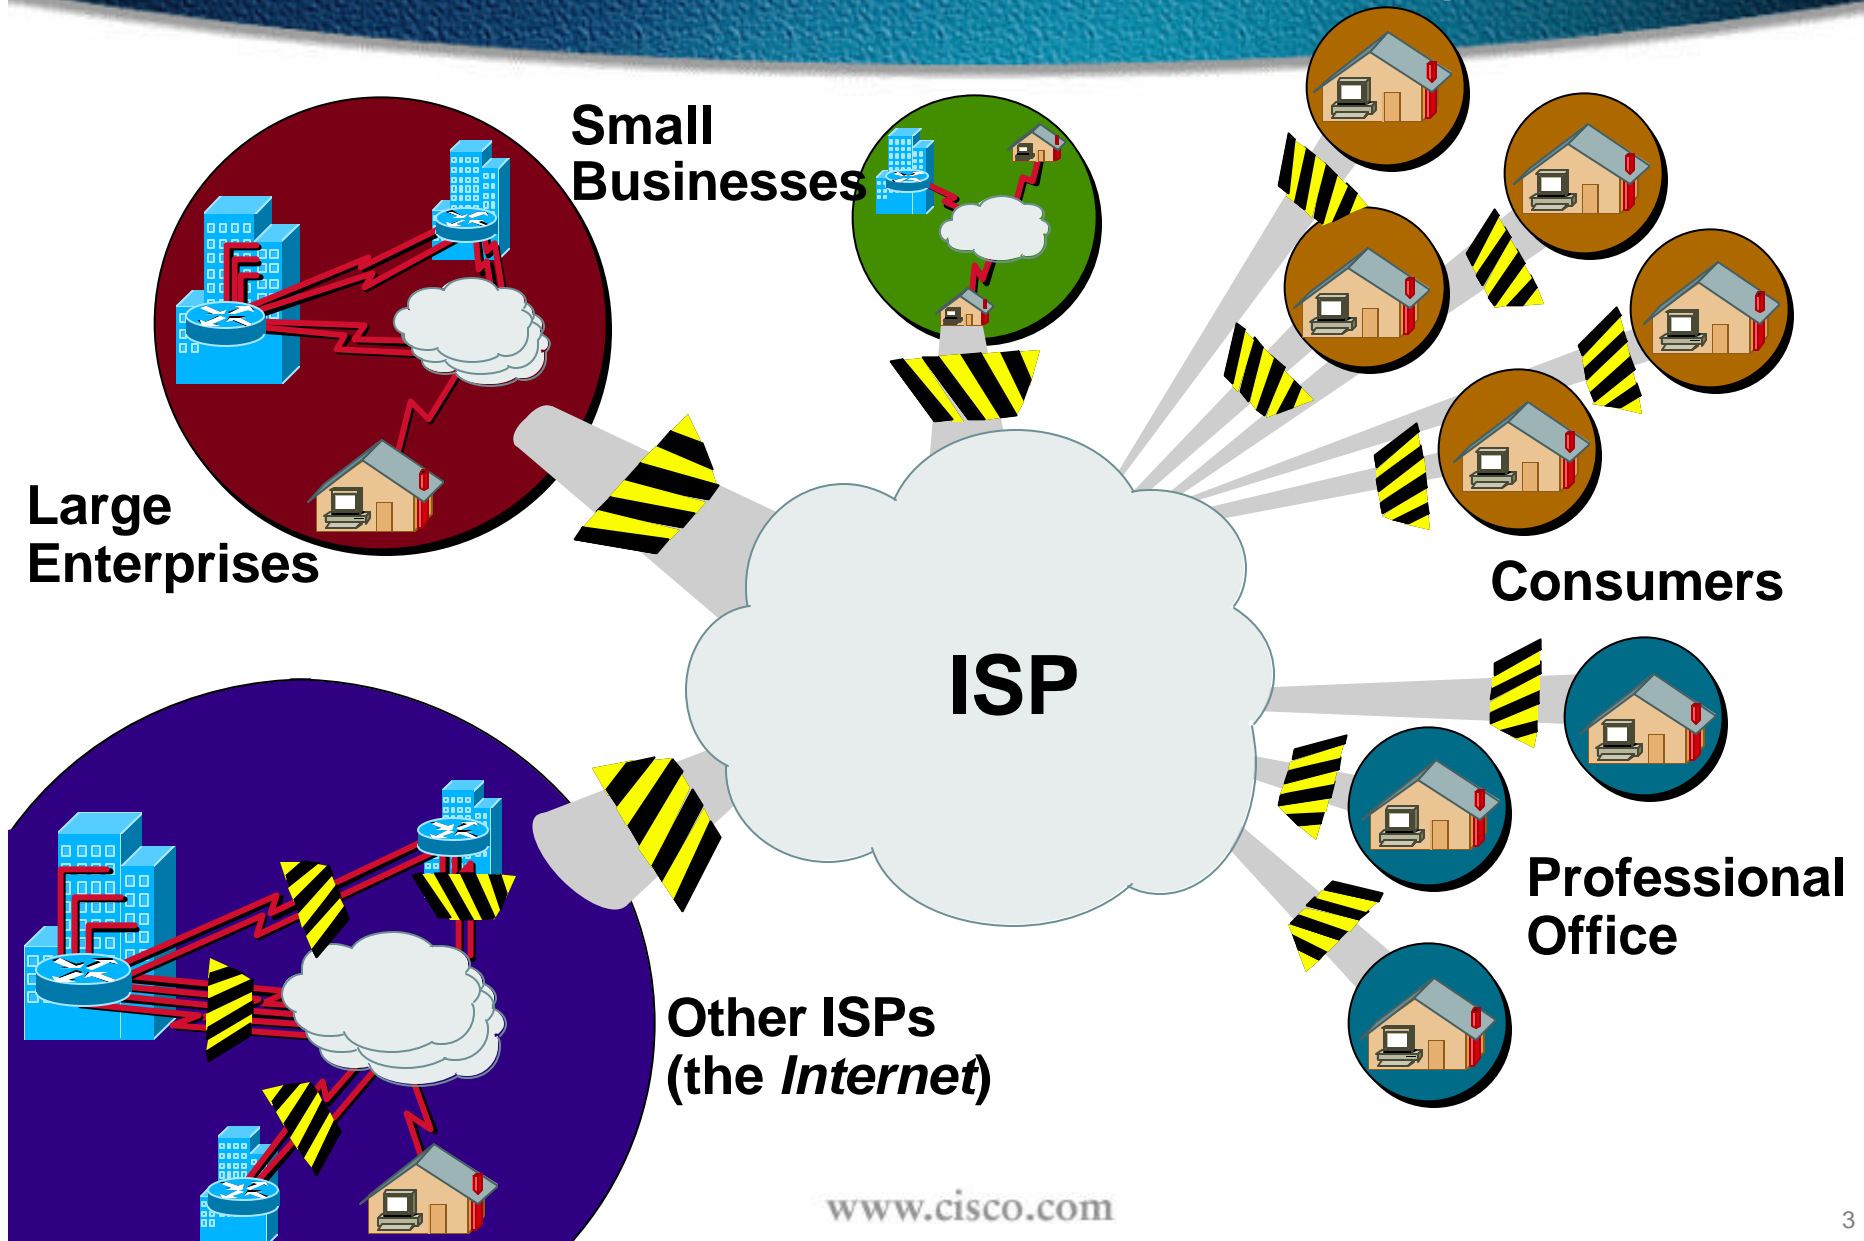 Small
Businesses
Large
Enterprises
Consumers
ISP
Professional
Office
Other ISPs
(the Internet)
www.cisco.com
3